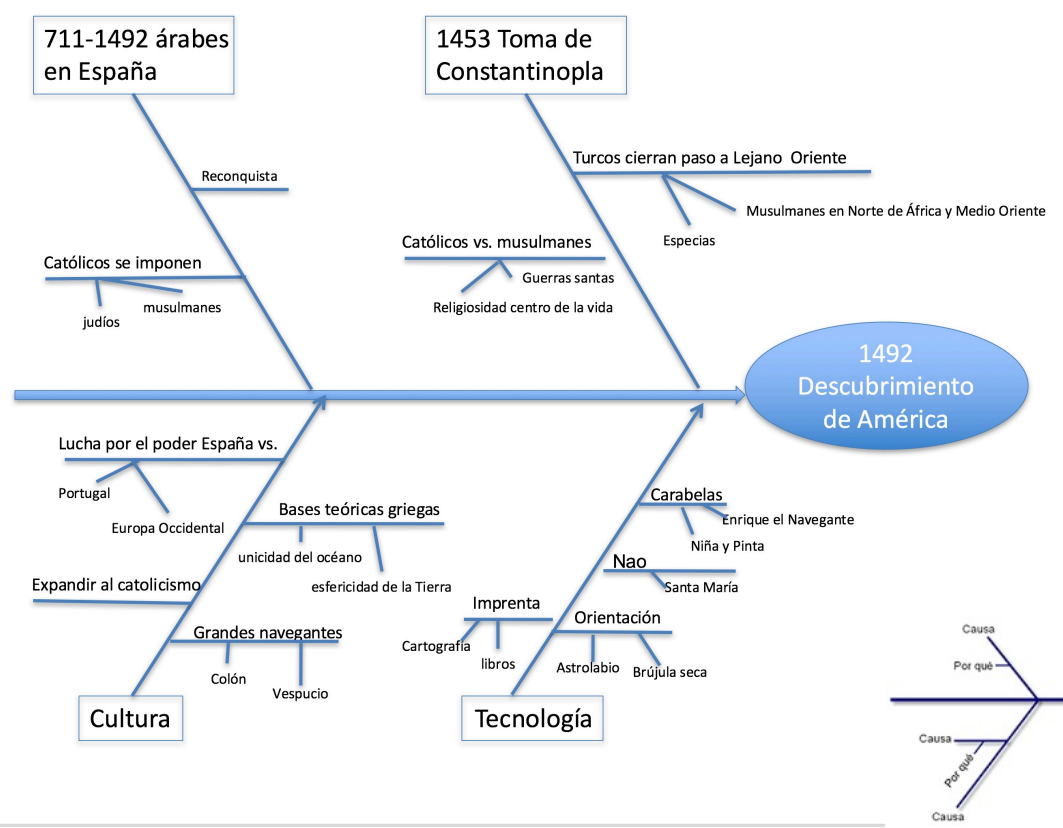 711-1492 árabes
en España
1453 Toma de
Constantinopla
Reconquista
Católicos se imponen
judíos
musulmanes
Turcos cierran paso a Lejano Oriente
Especias
Musulmanes en Norte de África y Medio Oriente
Católicos vs. musulmanes
Guerras santas
Religiosidad centro de la vida
1492
Descubrimiento
de América
Lucha por el poder España vs.
Portugal
Europa Occidental
Bases teóricas griegas
unicidad del océano
esfericidad de la Tierra
Expandir al catolicismo
Grandes navegantes
Colón
Vespucio
Cultura
Carabelas
Enrique el Navegante
Niña y Pinta
Nao
Santa María
Imprenta
Cartografía
libros
Orientación
Astrolabio
Brújula seca
Tecnología
Causa
Por qué
Causa
Por qué
Causa